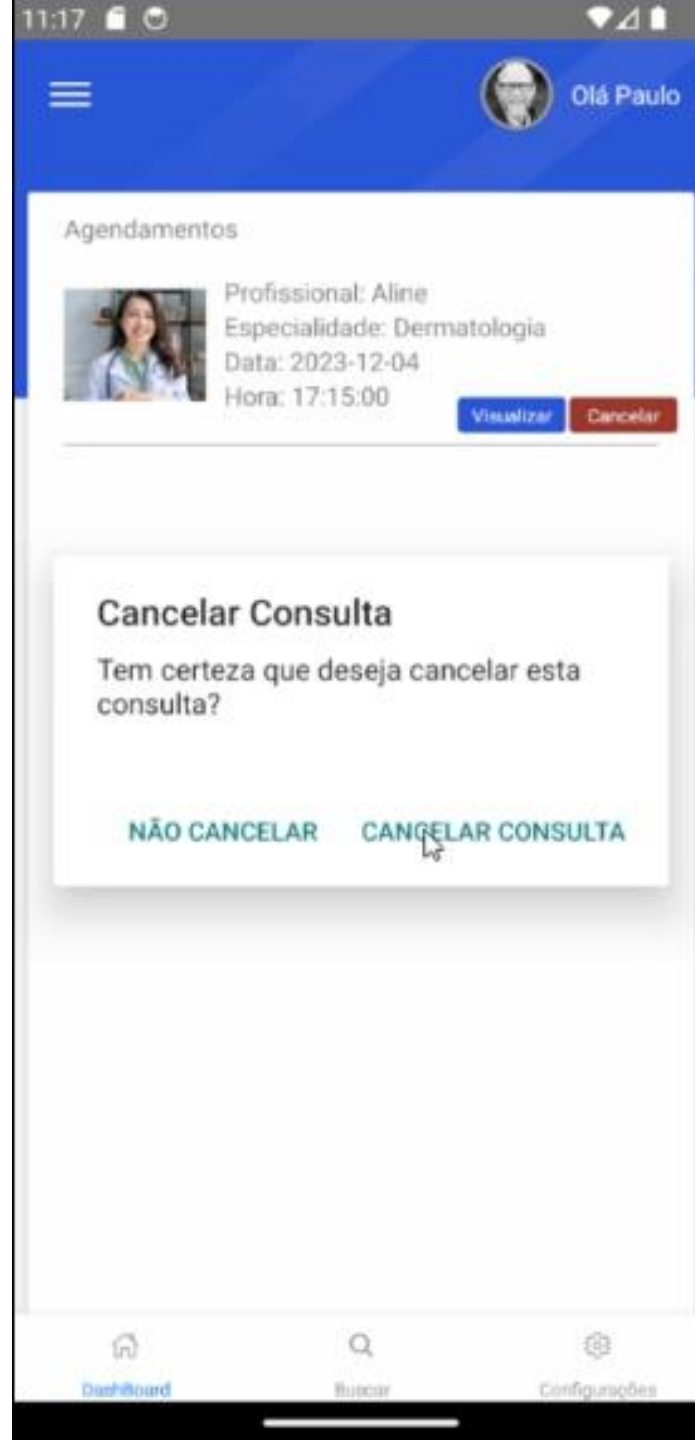 11:17
Olá Paulo
Agendamentos
Profissional: Aline
Especialidade: Dermatologia
Data: 2023-12-04
Hora: 17:15:00
Visualizar Cancelar
Cancelar Consulta
Tem certeza que deseja cancelar esta
consulta?
NÃO CANCELAR CANCELAR CONSULTA
DashBoard Buscar Configurações